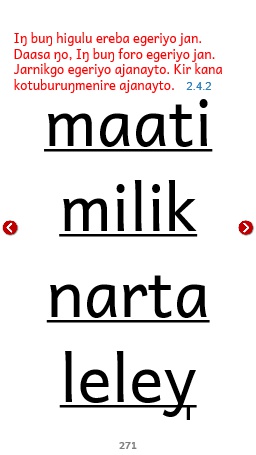 Iŋ buŋ higulu ereba egeriyo jan.
Daasa ŋo, Iŋ buŋ foro egeriyo jan.
Jarnikgo egeriyo ajanayto. Kir kana
kotuburuŋmenire ajanayto. 2.4.2
maati
milik
narta
leley
271